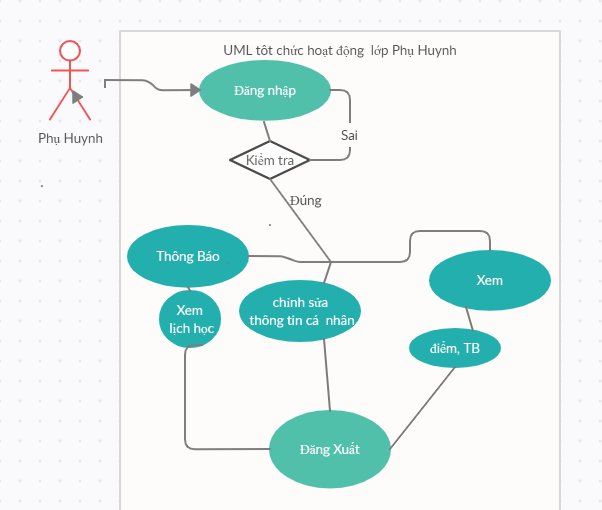 UML tôt chức hoạt động lớp Phụ Huynh
Đăng nhập
Sai
Phụ Huynh
Kiểm tra
Đúng
Thông Báo
Xem
Xem
lịch học
chỉnh sửa
thông tin cá nhân
điểm, TB
Đăng Xuất